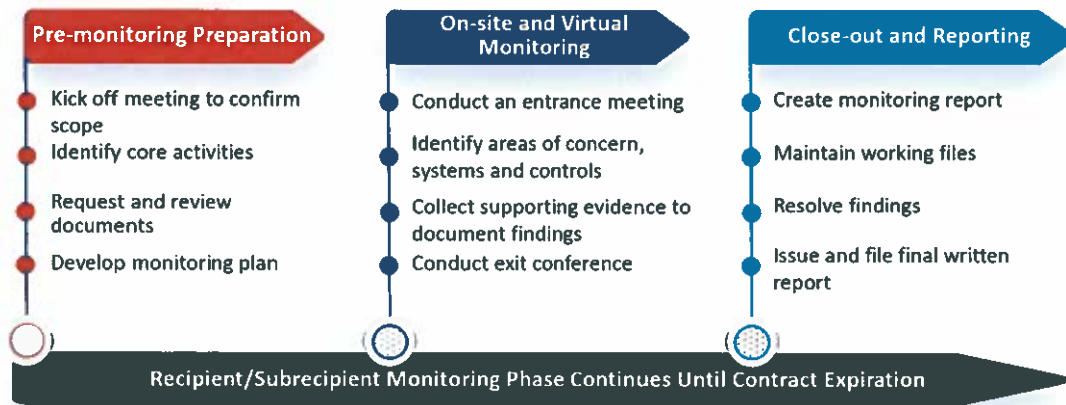 Pre-monitoring Preparation
Kick off meeting to confirm
scope
Identify core activities
Request and review
documents
Develop monitoring plan
On-site and Virtual
Monitoring
Conduct an entrance meeting
Identify areas of concern,
systems and controls
Collect supporting evidence to
document findings
Conduct exit conference
Close-out and Reporting
Create monitoring report
Maintain working files
Resolve findings
Issue and file final written
report
Recipient/Subrecipient Monitoring Phase Continues Until Contract Expiration